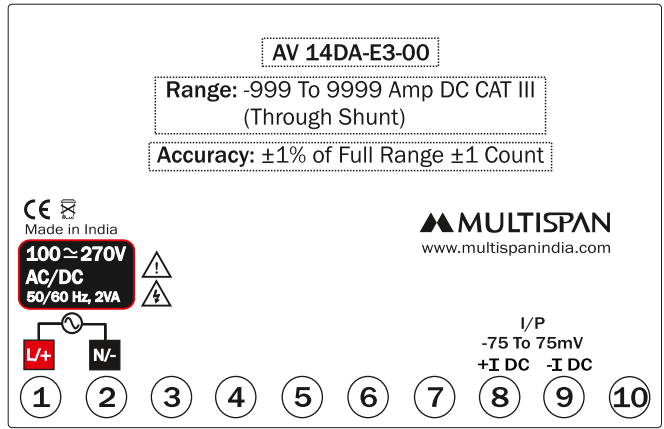 AV 14DA-E3-00
Range: -999 To 9999 Amp DC CAT III
(Through Shunt)
Accuracy: ±1% of Full Range ±1 Count
CE
Made in India
MULTISPAN
www.multispanindia.com
100≃270V
AC/DC
50/60 Hz, 2VA
I/P
-75 To 75mV
L/+ N/- +I DC -I DC
1 2 3 4 5 6 7 8 9 10